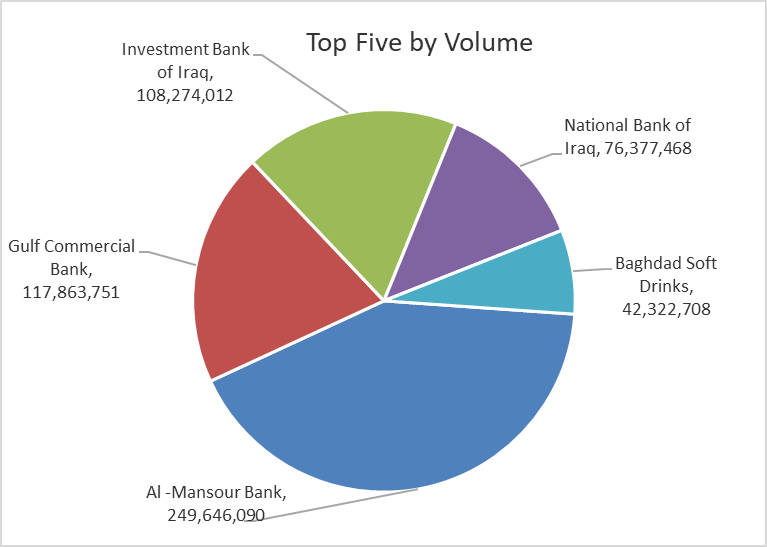 Top Five by Volume
Investment Bank
of Iraq,
108,274,012
National Bank of
Iraq, 76,377,468
Gulf Commercial
Bank,
117,863,751
Baghdad Soft
Drinks,
42,322,708
Al -Mansour Bank,
249,646,090